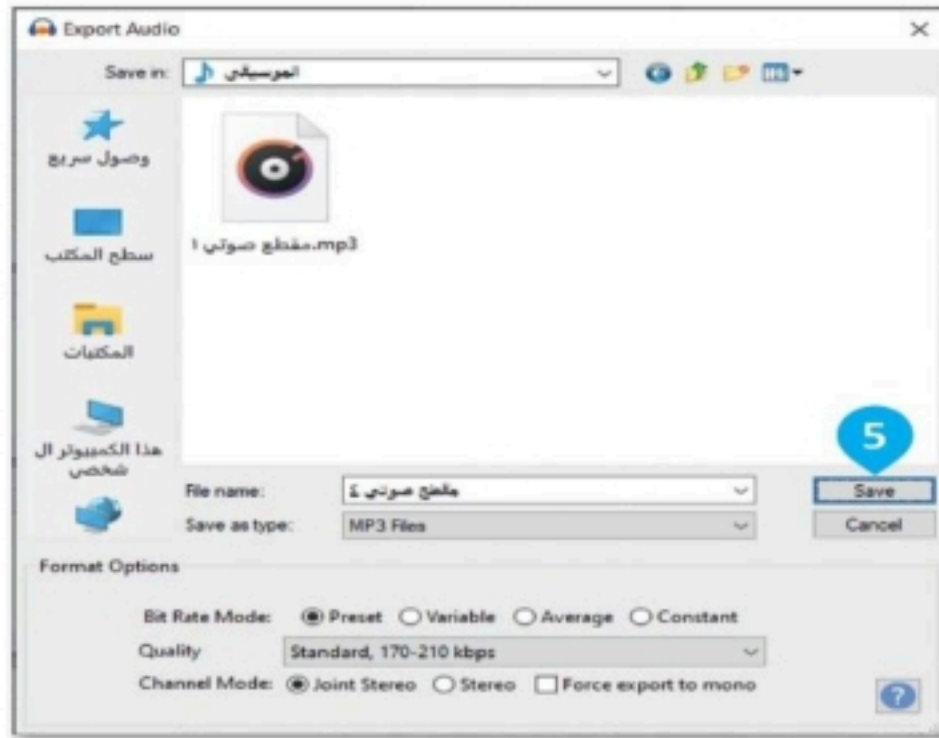 Export Audio
Save in: الموسيقى
وصول سريع
سطح المكتب
المكتبات
هذا الكمبيوتر ال
شخصي
مقطع صوتي ١.mp3
5
File name: مقطع صوتي ٤
Save
Save as type: MP3 Files
Cancel
Format Options
Bit Rate Mode: Preset Variable Average Constant
Quality Standard, 170-210 kbps
Channel Mode: Joint Stereo Stereo Force export to mono
?